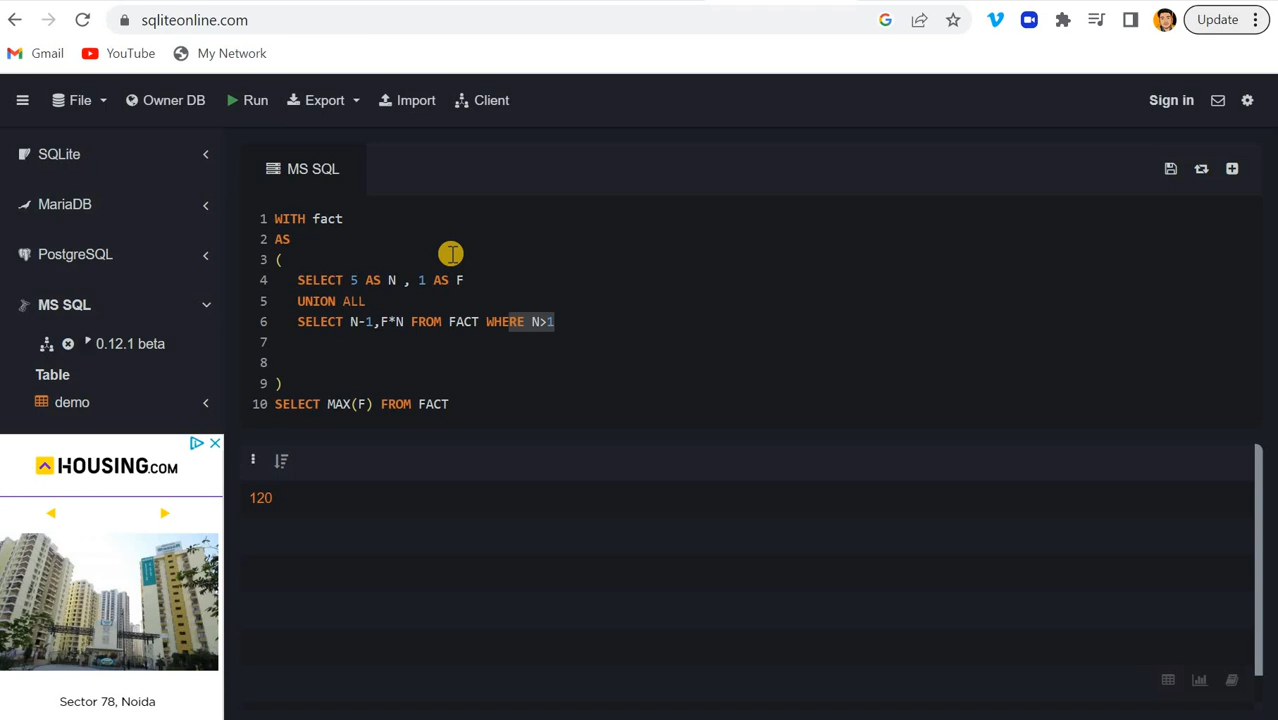 sqliteonline.com
Update
Gmail
YouTube
My Network
File
Owner DB
Run
Export
Import
Client
Sign in
SQLite
MariaDB
PostgreSQL
MS SQL
0.12.1 beta
Table
demo
HOUSING.COM
Sector 78, Noida
MS SQL
1 WITH fact
2 AS
3 (
4 SELECT 5 AS N , 1 AS F
5 UNION ALL
6 SELECT N-1,F*N FROM FACT WHERE N>1
7
8
9 )
10 SELECT MAX(F) FROM FACT
120